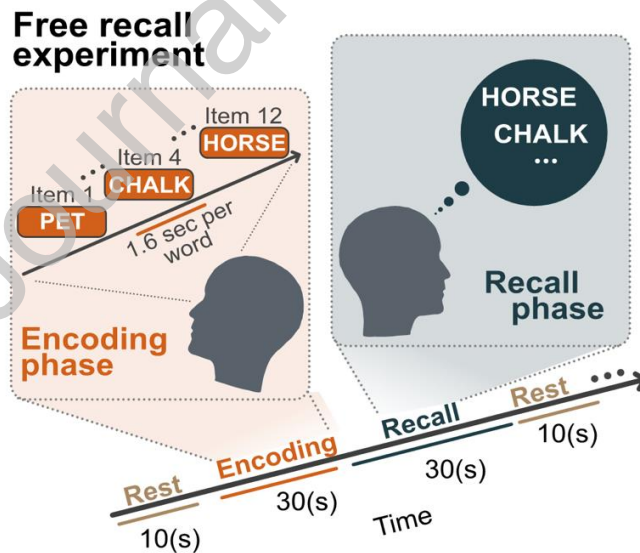 Free recall
experiment
Item 12
HORSE
Item 4
CHALK
Item 1
PET
1.6 sec per
word
Encoding
phase
HORSE
CHALK
...
Recall
phase
Rest
10(s)
Encoding
30(s)
Recall
30(s)
Rest
10(s)
Time
Journal